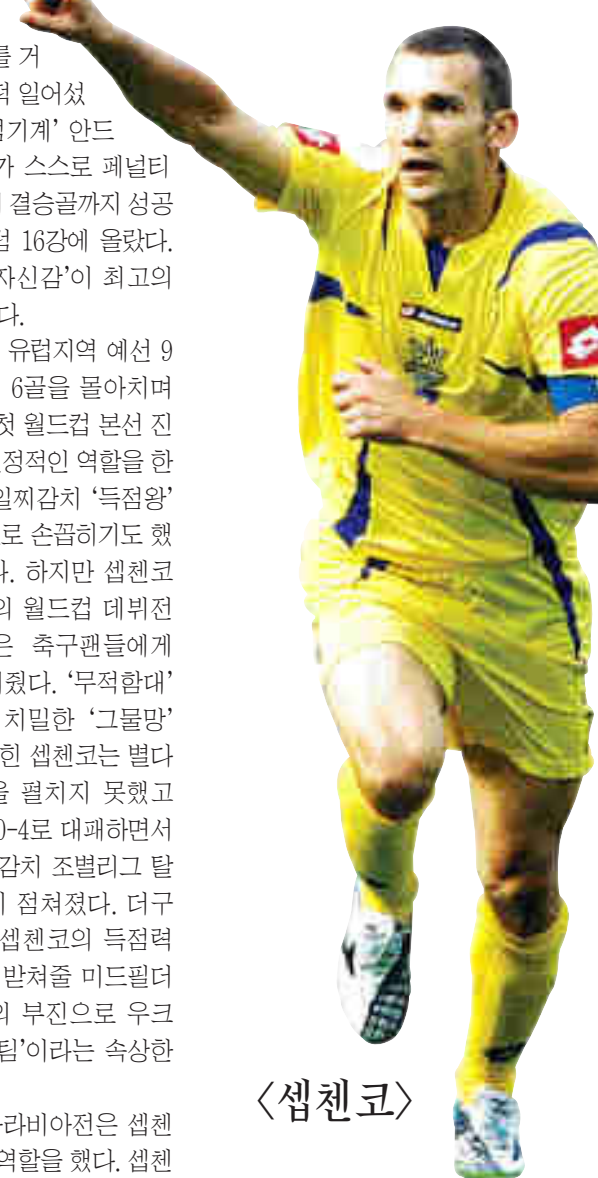 를 거
일어섰
기계’ 안드
가 스스로 페널티
결승골까지 성공
점 16강에 올랐다.
자신감’이 최고의
다.
유럽지역 예선 9
6골을 몰아치며
첫 월드컵 본선 진
정적인 역할을 한
일찌감치 ‘득점왕’
로 손꼽히기도 했
다. 하지만 셉첸코
의 월드컵 데뷔전
은 축구팬들에게
줬다. ‘무적함대’
치밀한 ‘그물망’
힌 셉첸코는 별다
을 펼치지 못했고
0-4로 대패하면서
감치 조별리그 탈
이 점쳐졌다. 더구
셉첸코의 득점력
받쳐줄 미드필더
의 부진으로 우크
팀’이라는 속상한
라비아전은 셉첸
역할을 했다. 셉첸
〈셉첸코〉